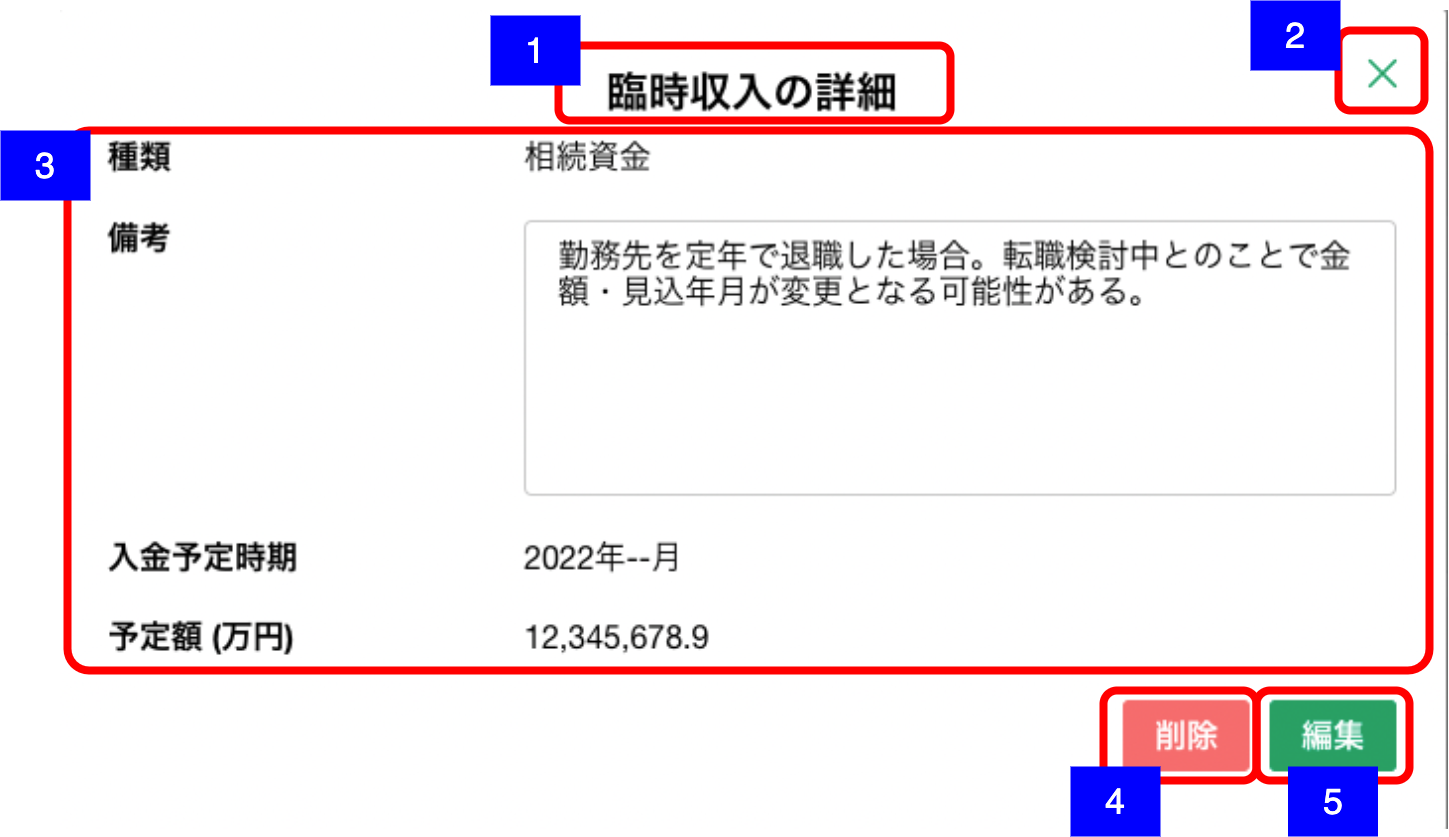 1
臨時収入の詳細
2
3
種類
相続資金
備考
勤務先を定年で退職した場合。転職検討中とのことで金
額・見込年月が変更となる可能性がある。
入金予定時期
2022年--月
予定額 (万円)
12,345,678.9
削除
編集
4
5